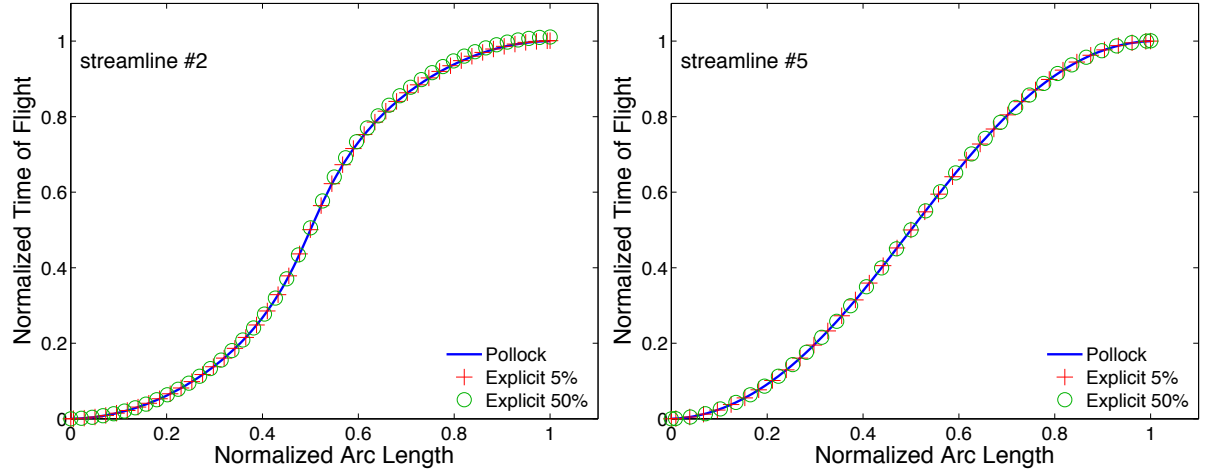 streamline #2
Normalized Time of Flight
1
0.8
0.6
0.4
0.2
0
0 0.2 0.4 0.6 0.8 1
Normalized Arc Length
Pollock
Explicit 5%
Explicit 50%
streamline #5
Normalized Time of Flight
1
0.8
0.6
0.4
0.2
0
0 0.2 0.4 0.6 0.8 1
Normalized Arc Length
Pollock
Explicit 5%
Explicit 50%